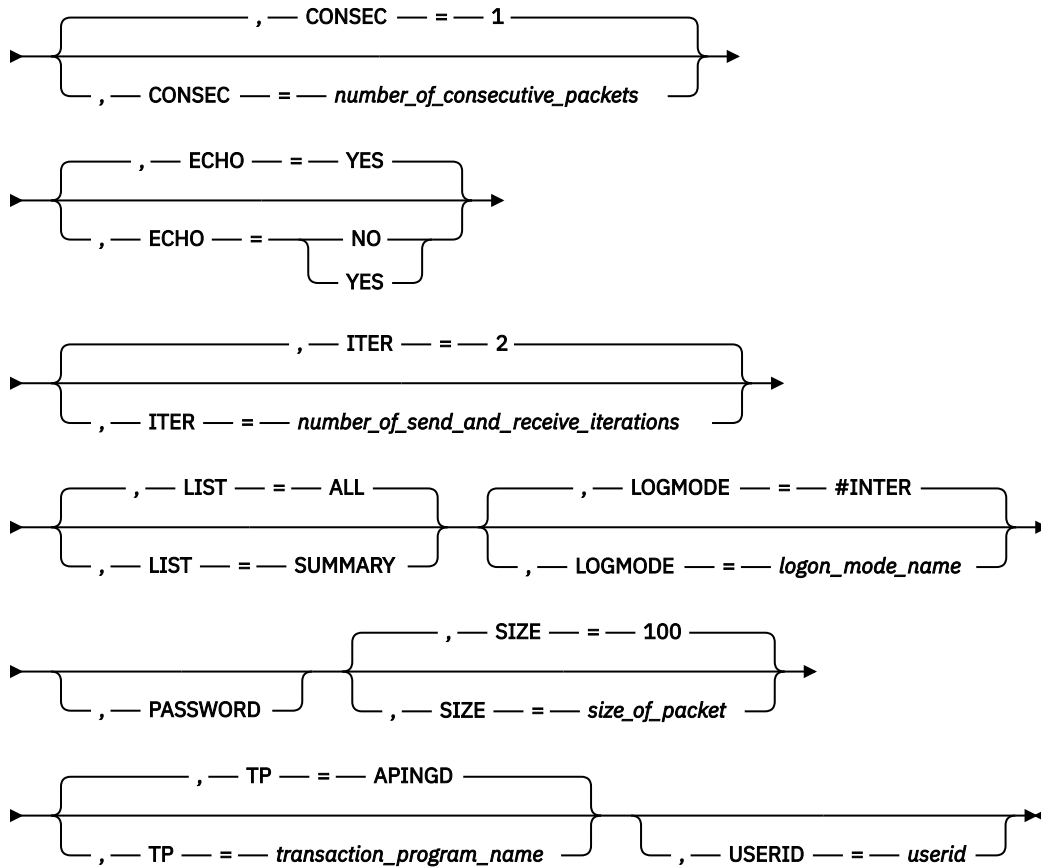 , CONSEC = 1
, CONSEC = number_of_consecutive_packets
, ECHO = YES
, ECHO = NO
YES
, ITER = 2
, ITER = number_of_send_and_receive_iterations
, LIST = ALL , LOGMODE = #INTER
, LIST = SUMMARY , LOGMODE = logon_mode_name
, SIZE = 100
, PASSWORD , SIZE = size_of_packet
, TP = APINGD
, TP = transaction_program_name , USERID = userid